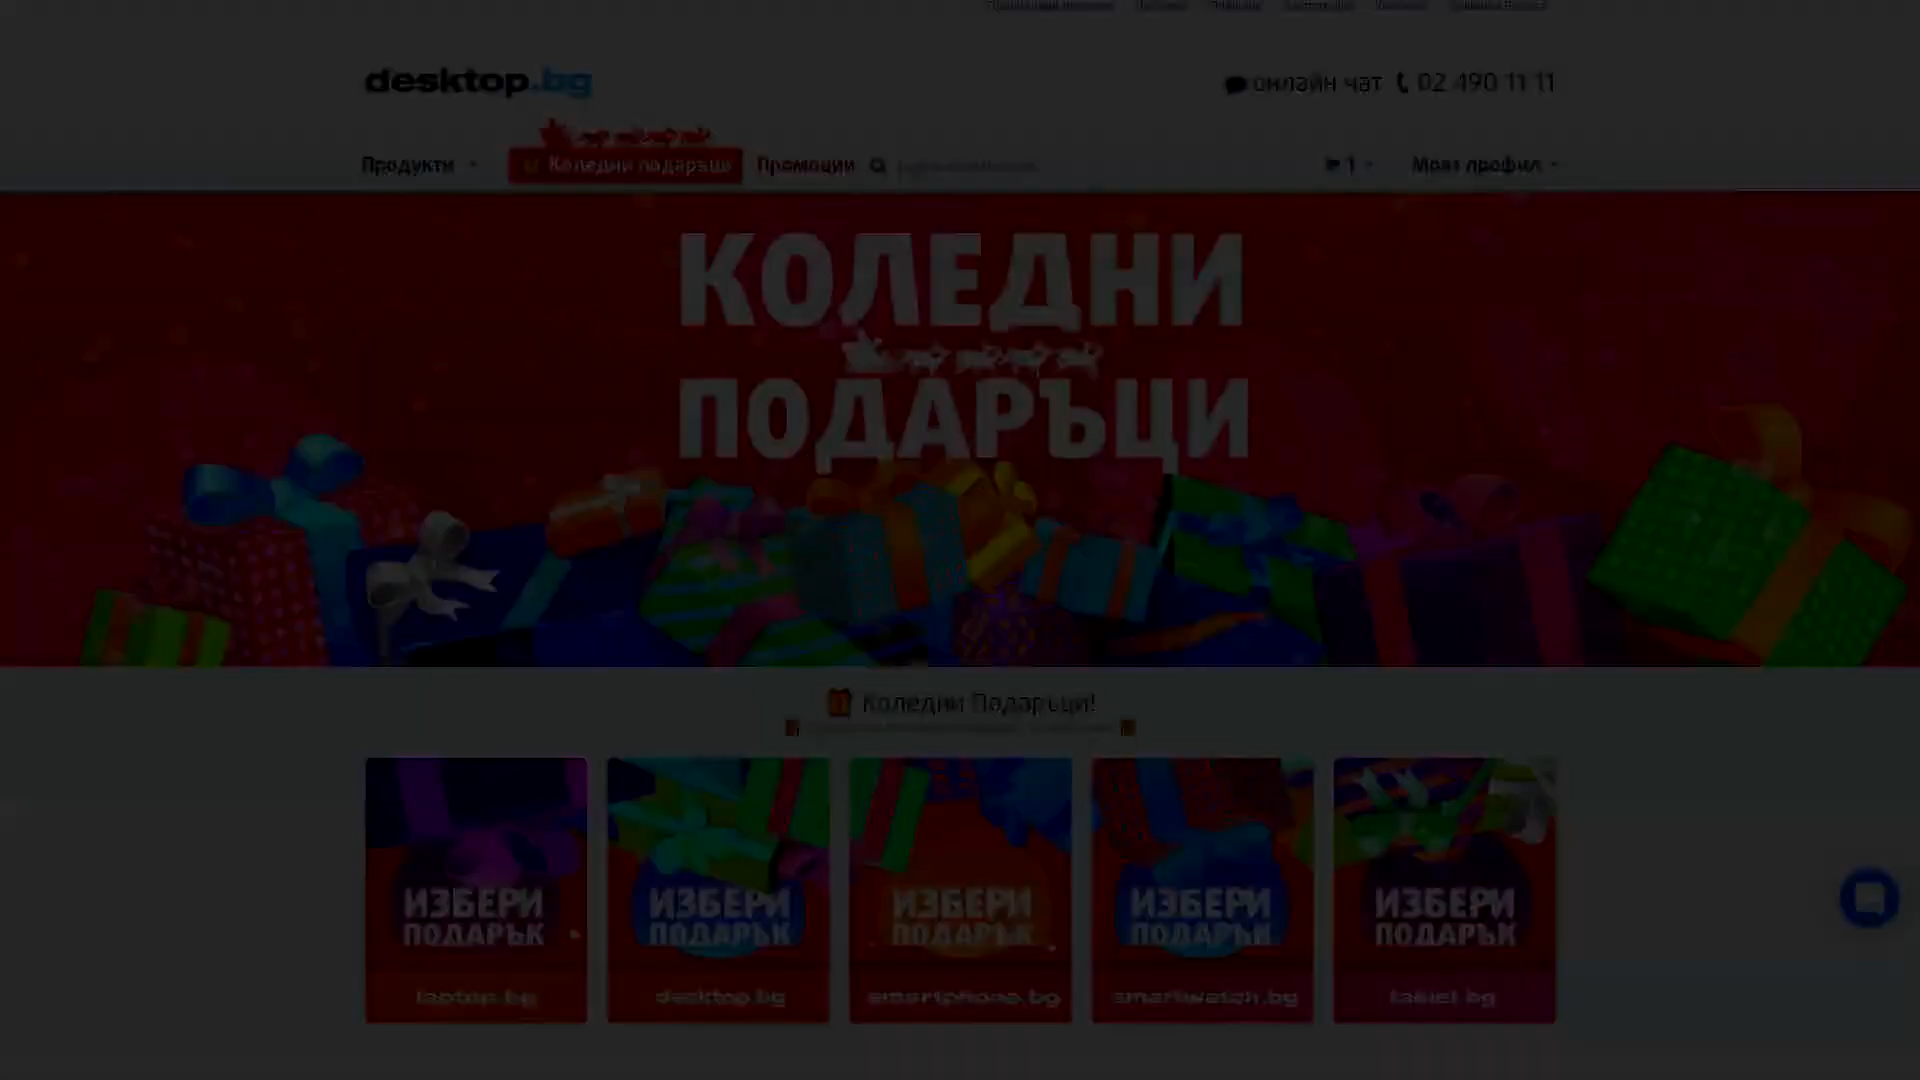 desktop.bg
онлайн чат 02 490 11 11
Продукти Коледни подаръци Промоции 1 Моят профил
КОЛЕДНИ
ПОДАРЪЦИ
Коледни Подаръци!
ИЗБЕРИ ПОДАРЪК laptop.bg
ИЗБЕРИ ПОДАРЪК desktop.bg
ИЗБЕРИ ПОДАРЪК smartphone.bg
ИЗБЕРИ ПОДАРЪК smartwatch.bg
ИЗБЕРИ ПОДАРЪК tablet.bg